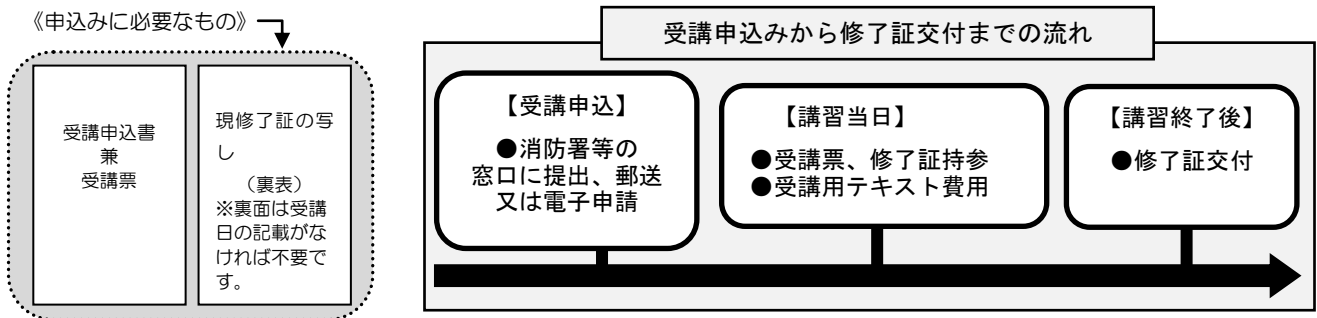 《申込みに必要なもの》
受講申込書
兼
受講票
現修了証の写
し
（裏表）
※裏面は受講
日の記載がな
ければ不要で
す。
受講申込みから修了証交付までの流れ
【受講申込】
●消防署等の
窓口に提出、郵送
又は電子申請
【講習当日】
●受講票、修了証持参
●受講用テキスト費用
【講習終了後】
●修了証交付